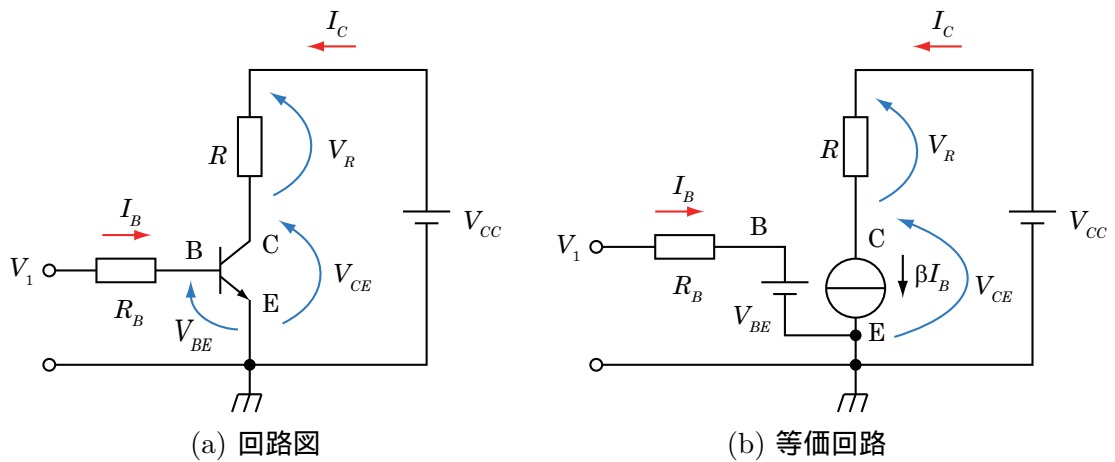 I_C
R
V_R
I_B
B
C
V_CC
V_1
V_CE
R_B
E
V_BE
(a) 回路図
I_C
R
V_R
I_B
B
V_CC
V_1
C
βI_B
R_B
V_CE
V_BE
E
(b) 等価回路